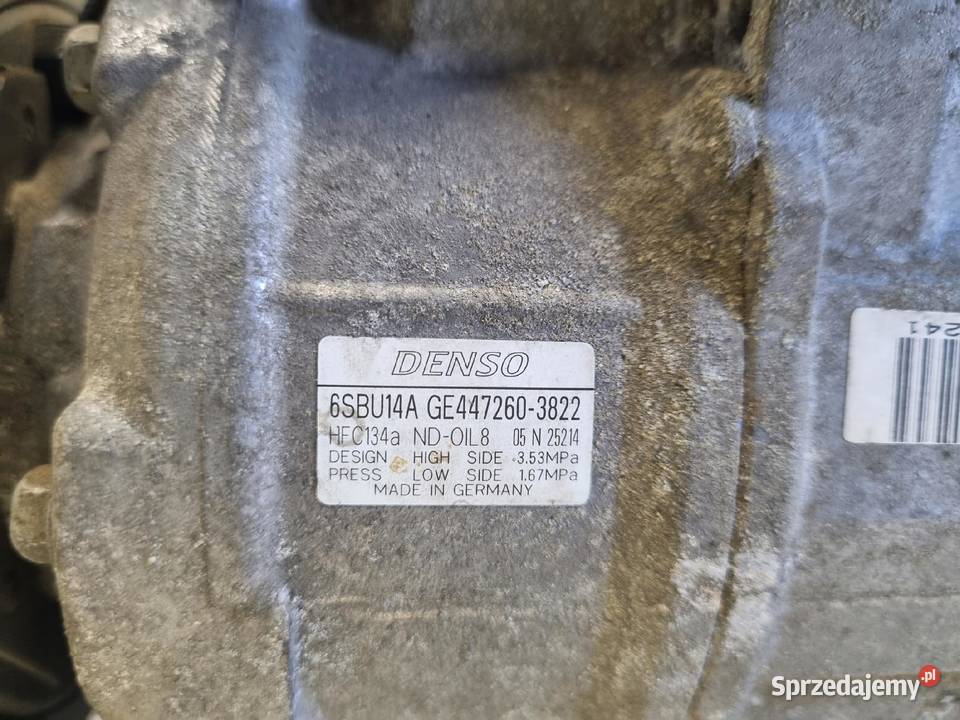 DENSO
6SBU14A GE447260-3822
HFC134a ND-OIL8 05 N 25214
DESIGN HIGH SIDE 3.53MPa
PRESS LOW SIDE 1.67MPa
MADE IN GERMANY
241
Sprzedajemy.pl